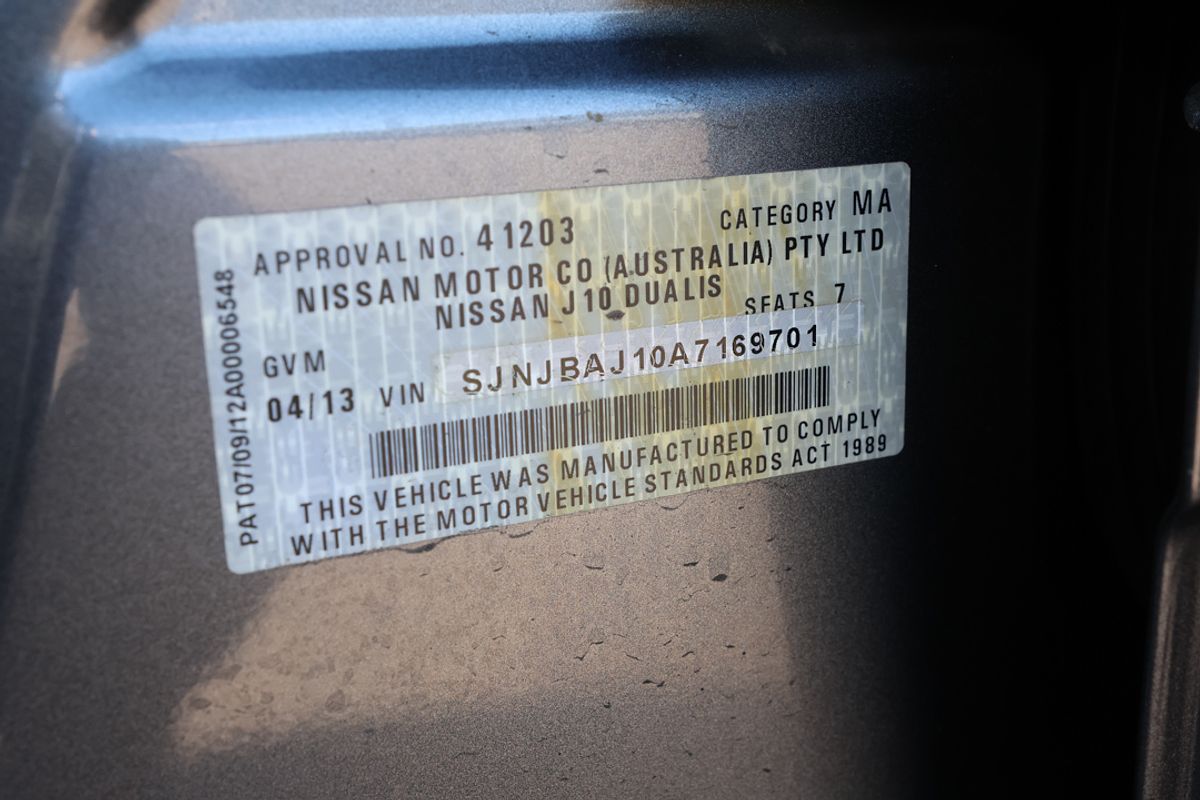 APPROVAL NO. 41203 CATEGORY MA
NISSAN MOTOR CO (AUSTRALIA) PTY LTD
NISSAN J10 DUALIS
SEATS 7
GVM
04/13 VIN SJNJBAJ10A7169701
THIS VEHICLE WAS MANUFACTURED TO COMPLY
WITH THE MOTOR VEHICLE STANDARDS ACT 1989
PAT07/09/12A00006548